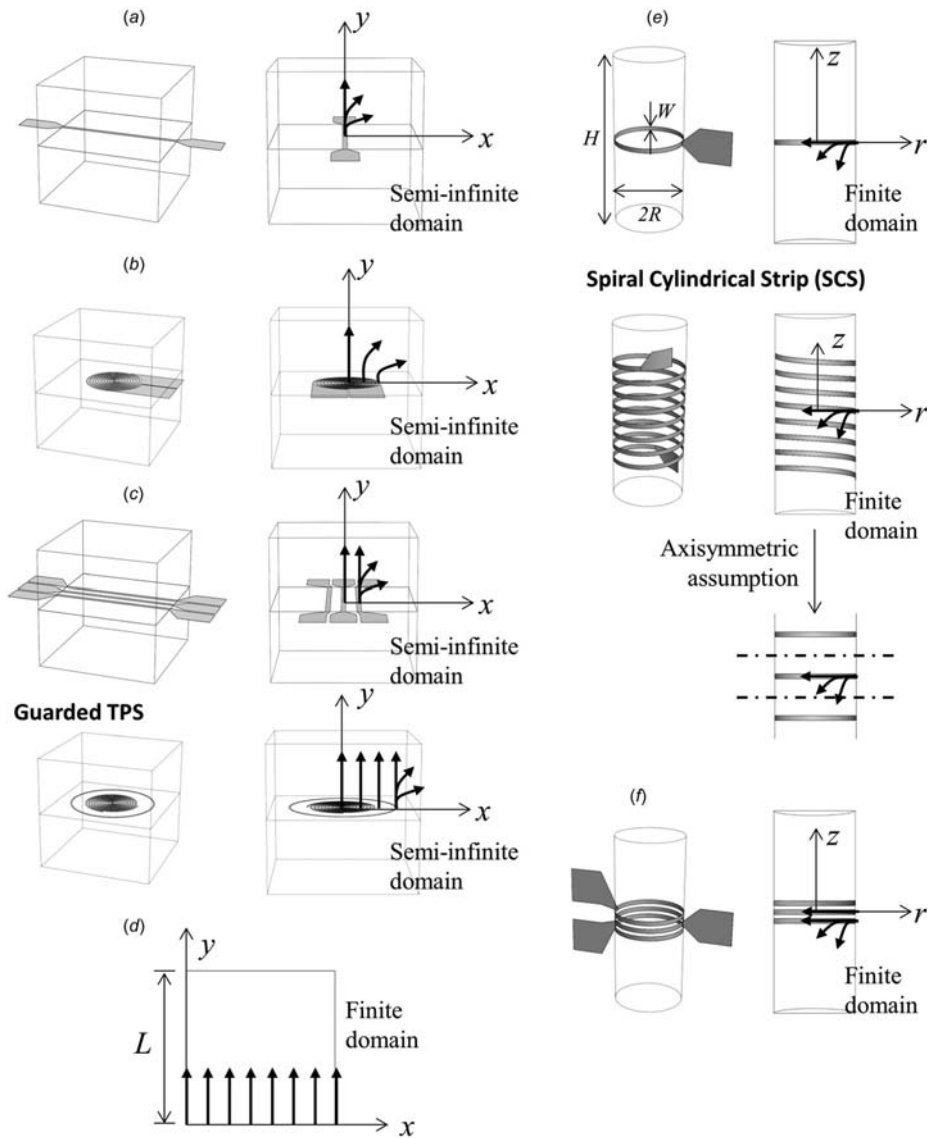 (a)
y
x
Semi-infinite
domain
(b)
y
x
Semi-infinite
domain
(c)
y
x
Semi-infinite
domain
Guarded TPS
x
Semi-infinite
domain
(d)
y
L
Finite
domain
x
(e)
W
H
2R
z
r
Finite
domain
Spiral Cylindrical Strip (SCS)
z
r
Finite
domain
Axisymmetric
assumption
(f)
z
r
Finite
domain
y